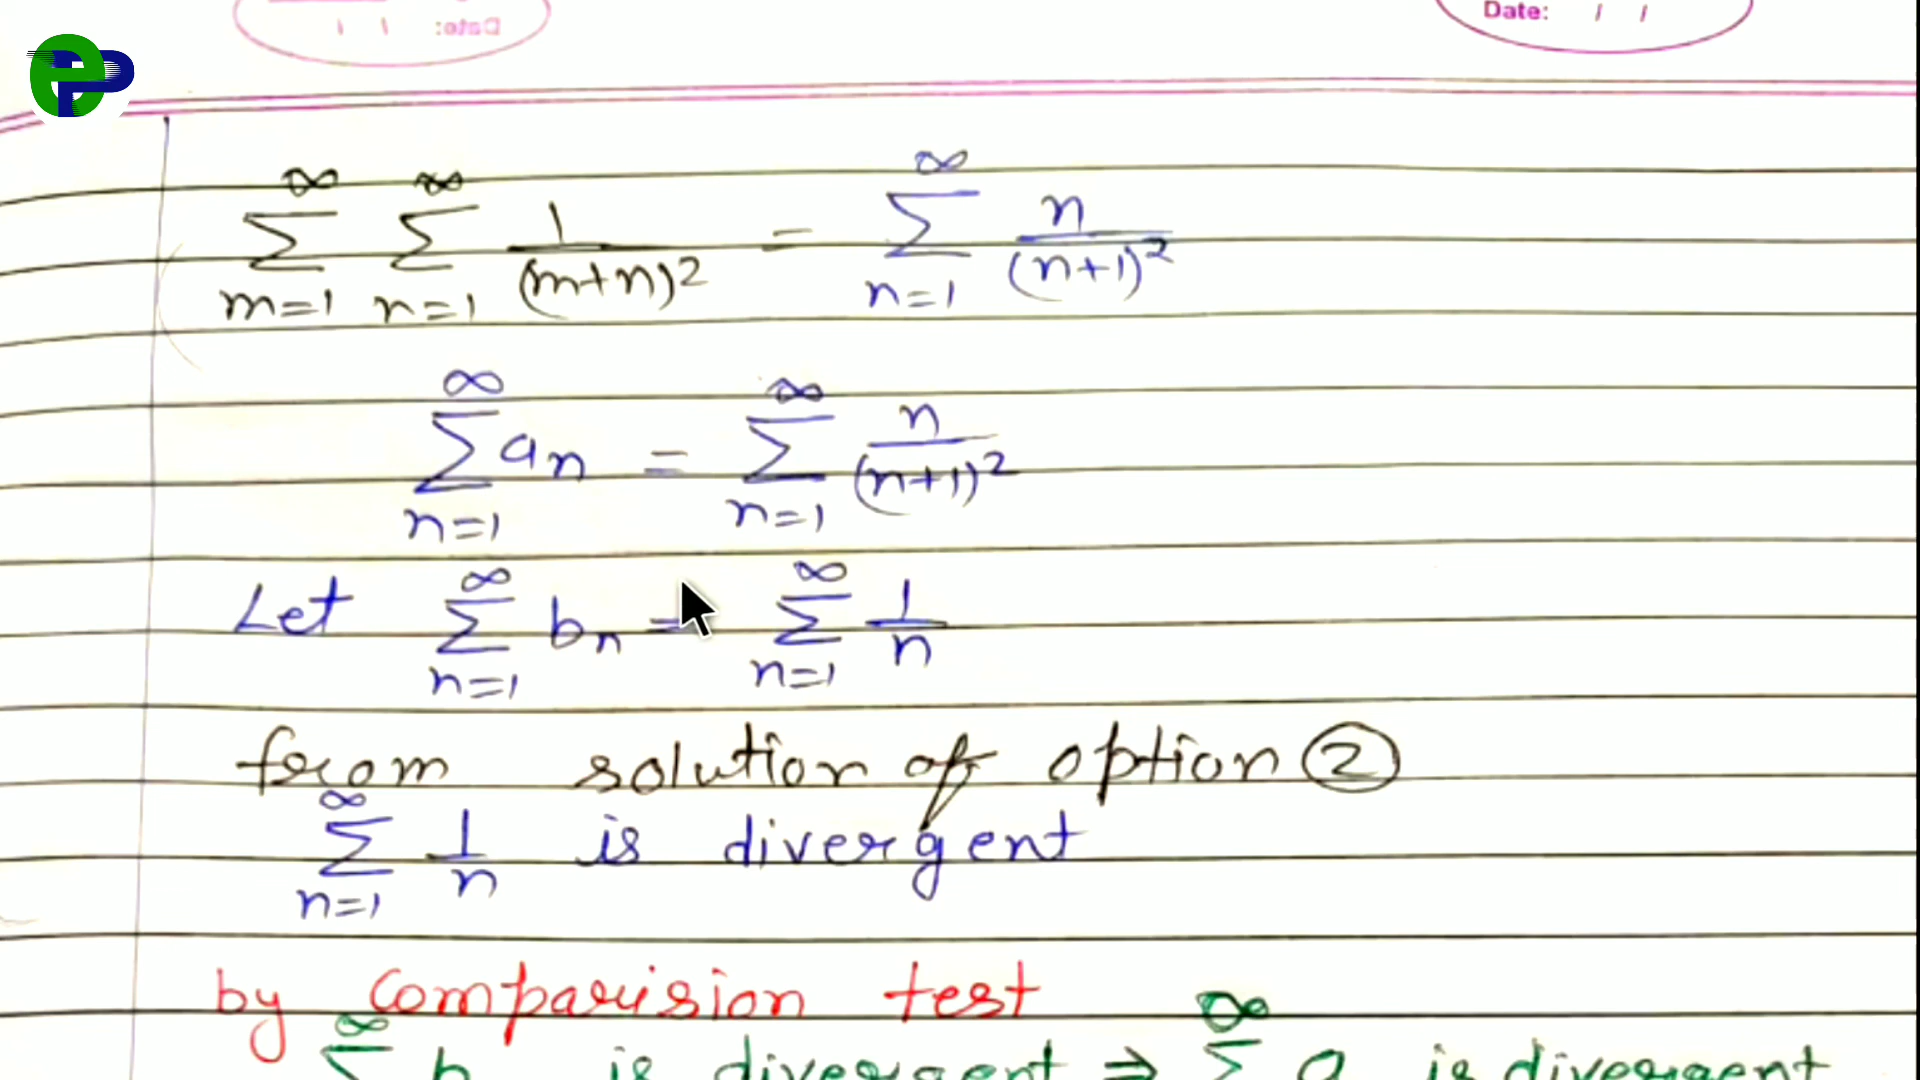 Date: / /
eP
∞ ∑ m=1 ∞ ∑ n=1 1/(m+n)² = ∞ ∑ n=1 n/(n+1)²
∞ ∑ n=1 aₙ = ∞ ∑ n=1 n/(n+1)²
Let ∞ ∑ n=1 bₙ = ∞ ∑ n=1 1/n
from solution of option ②
∞ ∑ n=1 1/n is divergent
by comparision test
∞ ∑ b is divergent ⇒ ∞ ∑ a is divergent